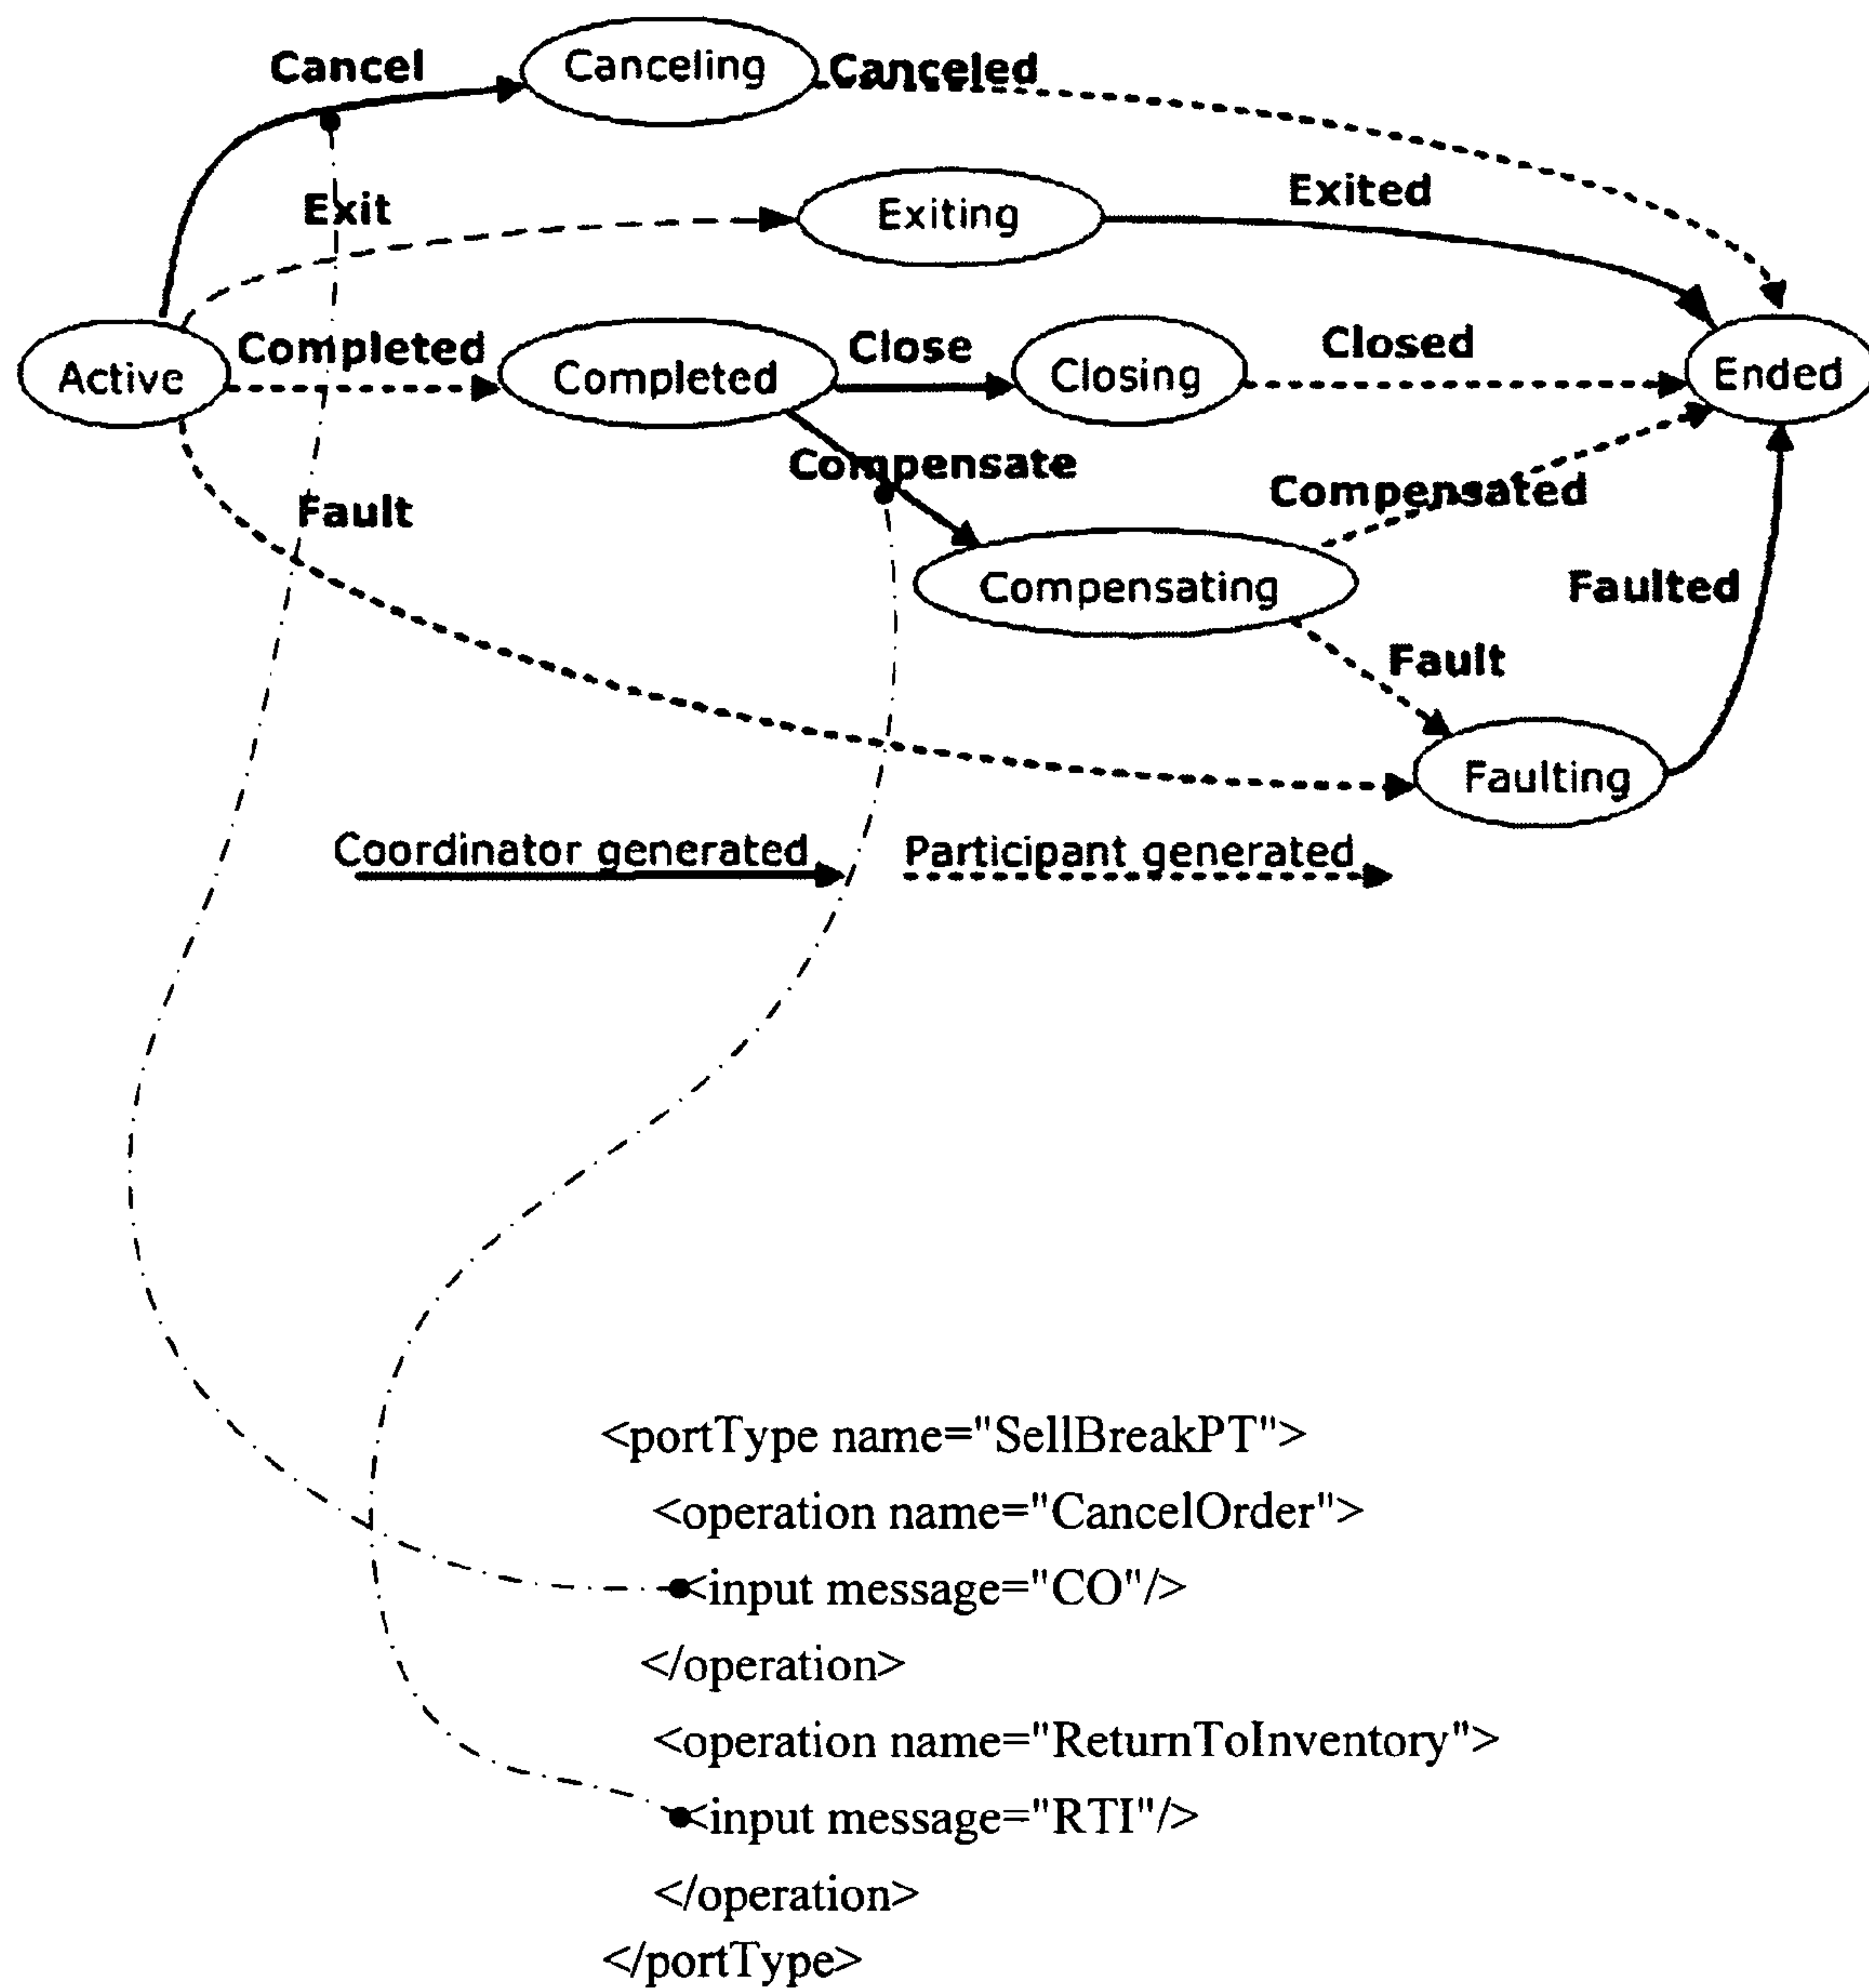 Cancel
Canceling
Canceled
Exit
Exiting
Exited
Active
Completed
Completed
Close
Closing
Closed
Ended
Compensate
Compensated
Fault
Compensating
Faulted
Fault
Faulting
Coordinator generated
Participant generated
<portType name="SellBreakPT">
<operation name="CancelOrder">
<input message="CO"/>
</operation>
<operation name="ReturnToInventory">
<input message="RTI"/>
</operation>
</portType>